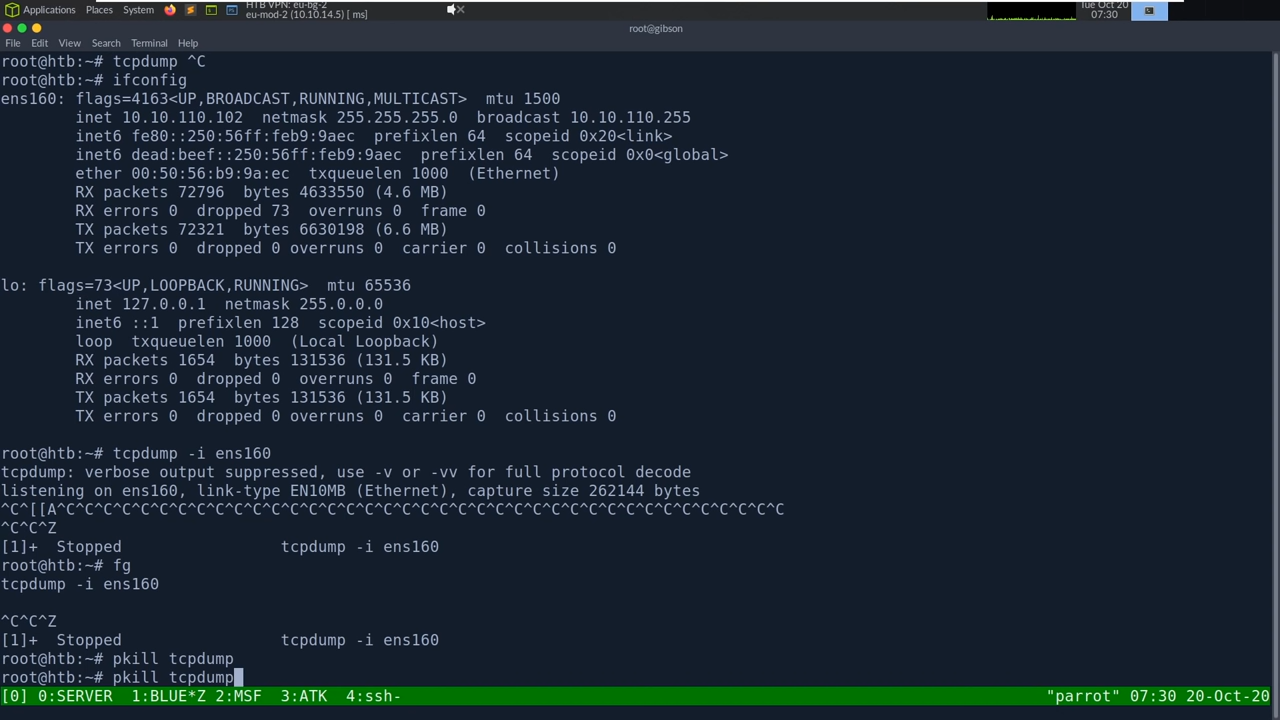 Applications Places System HTB VPN: eu-bg-2
eu-mod-2 (10.10.14.5) [ ms]
Tue Oct 20
07:30
root@gibson
File Edit View Search Terminal Help
root@htb:~# tcpdump ^C
root@htb:~# ifconfig
ens160: flags=4163<UP,BROADCAST,RUNNING,MULTICAST>  mtu 1500
        inet 10.10.110.102  netmask 255.255.255.0  broadcast 10.10.110.255
        inet6 fe80::250:56ff:feb9:9aec  prefixlen 64  scopeid 0x20<link>
        inet6 dead:beef::250:56ff:feb9:9aec  prefixlen 64  scopeid 0x0<global>
        ether 00:50:56:b9:9a:ec  txqueuelen 1000  (Ethernet)
        RX packets 72796  bytes 4633550 (4.6 MB)
        RX errors 0  dropped 73  overruns 0  frame 0
        TX packets 72321  bytes 6630198 (6.6 MB)
        TX errors 0  dropped 0 overruns 0  carrier 0  collisions 0
lo: flags=73<UP,LOOPBACK,RUNNING>  mtu 65536
        inet 127.0.0.1  netmask 255.0.0.0
        inet6 ::1  prefixlen 128  scopeid 0x10<host>
        loop  txqueuelen 1000  (Local Loopback)
        RX packets 1654  bytes 131536 (131.5 KB)
        RX errors 0  dropped 0  overruns 0  frame 0
        TX packets 1654  bytes 131536 (131.5 KB)
        TX errors 0  dropped 0 overruns 0  carrier 0  collisions 0
root@htb:~# tcpdump -i ens160
tcpdump: verbose output suppressed, use -v or -vv for full protocol decode
listening on ens160, link-type EN10MB (Ethernet), capture size 262144 bytes
^C^[[A^C^C^C^C^C^C^C^C^C^C^C^C^C^C^C^C^C^C^C^C^C^C^C^C^C^C^C^C^C^C^C^C^C^C^C^C^C^C^C
^C^C^Z
[1]+  Stopped                 tcpdump -i ens160
root@htb:~# fg
tcpdump -i ens160
^C^C^Z
[1]+  Stopped                 tcpdump -i ens160
root@htb:~# pkill tcpdump
root@htb:~# pkill tcpdump
[0] 0:SERVER  1:BLUE*Z 2:MSF  3:ATK  4:ssh- "parrot" 07:30 20-Oct-20